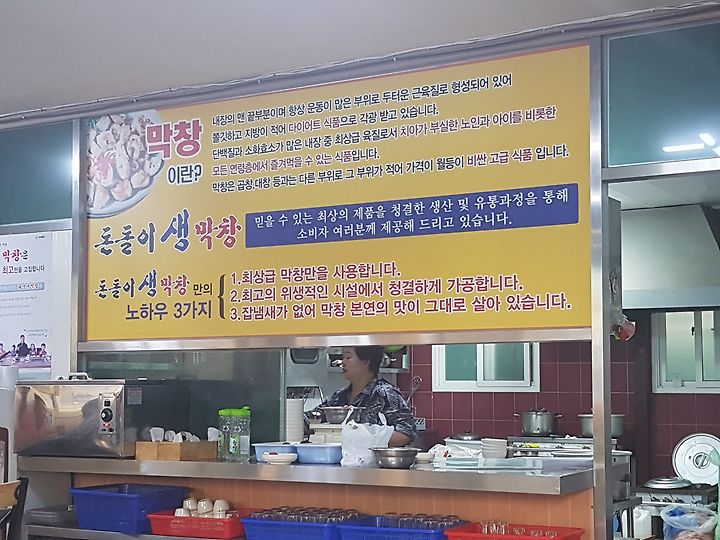 막창
이란?
내장의 맨 끝부분이며 항상 운동이 많은 부위로 두터운 근육질로 형성되어 있어
쫄깃하고 지방이 적어 다이어트 식품으로 각광 받고 있습니다.
단백질과 소화효소가 많은 내장 중 최상급 육질로서 치아가 부실한 노인과 아이를 비롯한
모든 연령층에서 즐겨먹을 수 있는 식품입니다.
막창은 곱창,대창 등과는 다른 부위로 그 부위가 적어 가격이 월등이 비싼 고급 식품 입니다.
돈돌이 생 막창
믿을 수 있는 최상의 제품을 청결한 생산 및 유통과정을 통해
소비자 여러분께 제공해 드리고 있습니다.
돈돌이 생 막창 만의
노하우 3가지
1.최상급 막창만을 사용합니다.
2.최고의 위생적인 시설에서 청결하게 가공합니다.
3.잡냄새가 없어 막창 본연의 맛이 그대로 살아 있습니다.
막창은
최고만을 고집합니다